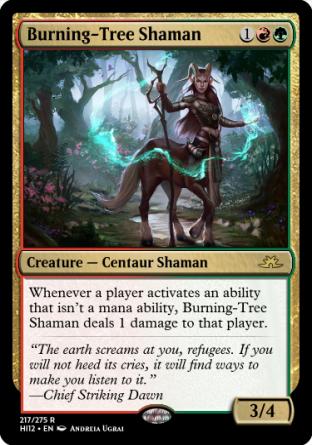 Burning-Tree Shaman 1
Creature — Centaur Shaman
Whenever a player activates an ability
that isn't a mana ability, Burning-Tree
Shaman deals 1 damage to that player.
“The earth screams at you, refugees. If you
will not heed its cries, it will find ways to
make you listen to it.”
—Chief Striking Dawn
217/275 R
HI12 • EN Andreia Ugrai
3/4